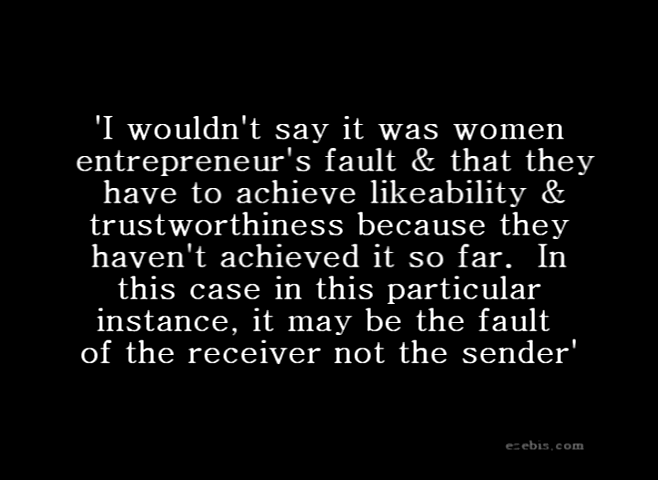 'I wouldn't say it was women
entrepreneur's fault & that they
have to achieve likeability &
trustworthiness because they
haven't achieved it so far.  In
this case in this particular
instance, it may be the fault
of the receiver not the sender'